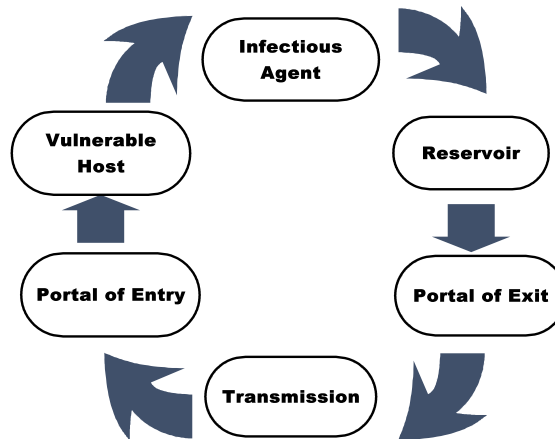 Infectious
Agent
Reservoir
Portal of Exit
Transmission
Portal of Entry
Vulnerable
Host